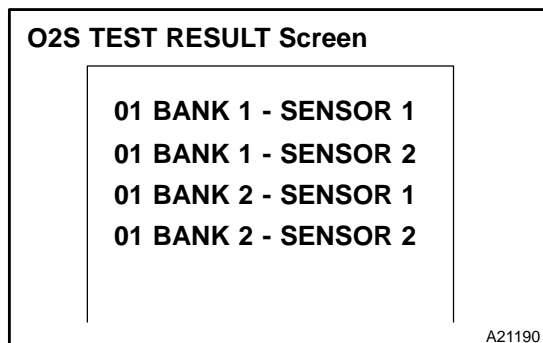 O2S TEST RESULT Screen
01 BANK 1 - SENSOR 1
01 BANK 1 - SENSOR 2
01 BANK 2 - SENSOR 1
01 BANK 2 - SENSOR 2
A21190